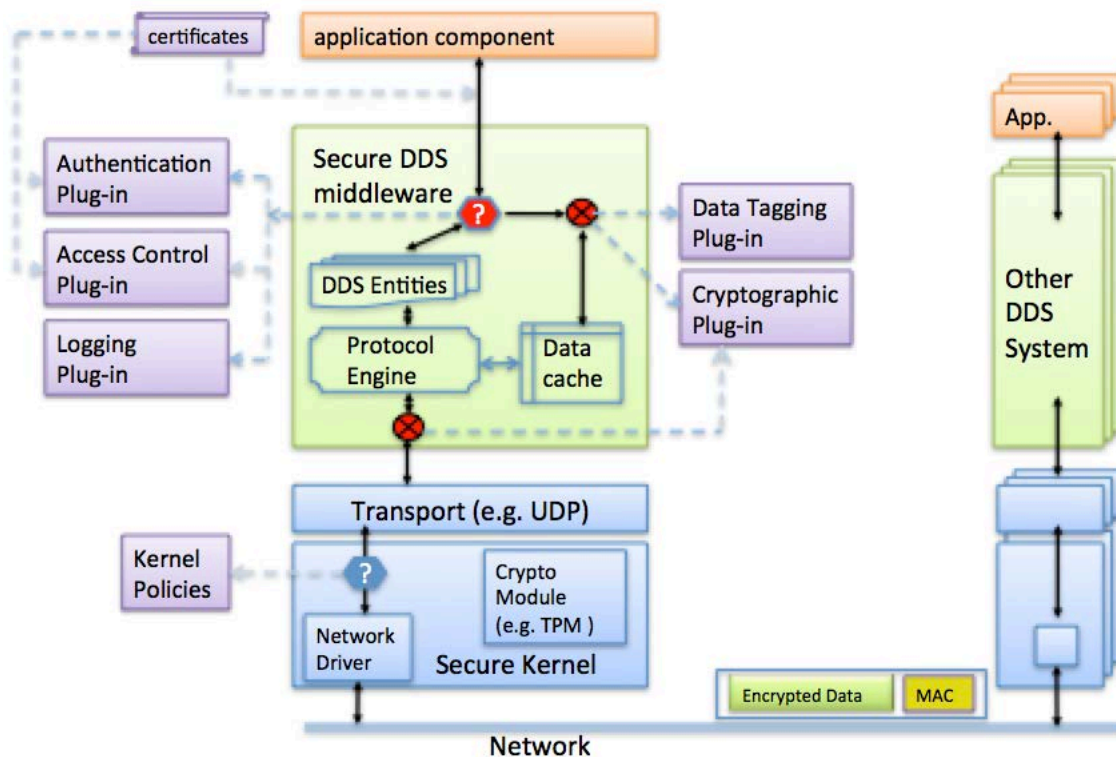 certificates
application component
App.
Authentication
Plug-in
Secure DDS
middleware
?
Data Tagging
Plug-in
Access Control
Plug-in
DDS Entities
Cryptographic
Plug-in
Other
DDS
System
Logging
Plug-in
Protocol
Engine
Data
cache
Transport (e.g. UDP)
Kernel
Policies
?
Crypto
Module
(e.g. TPM )
Network
Driver
Secure Kernel
Encrypted Data
MAC
Network